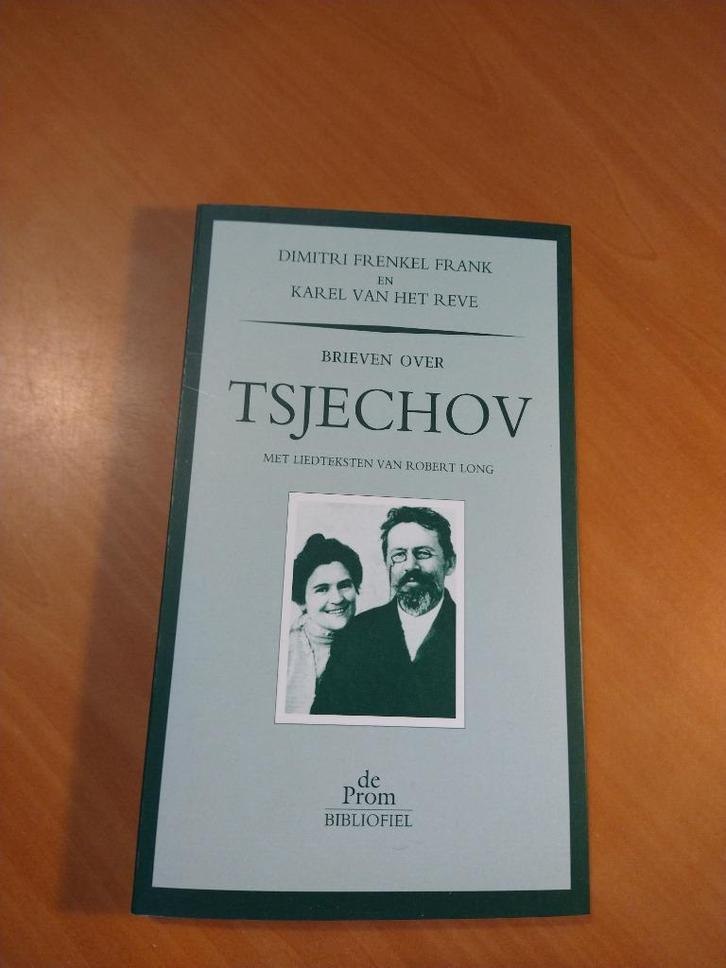 DIMITRI FRENKEL FRANK
EN
KAREL VAN HET REVE
BRIEVEN OVER
TSJECHOV
MET LIEDTEKSTEN VAN ROBERT LONG
de
Prom
BIBLIOFIEL